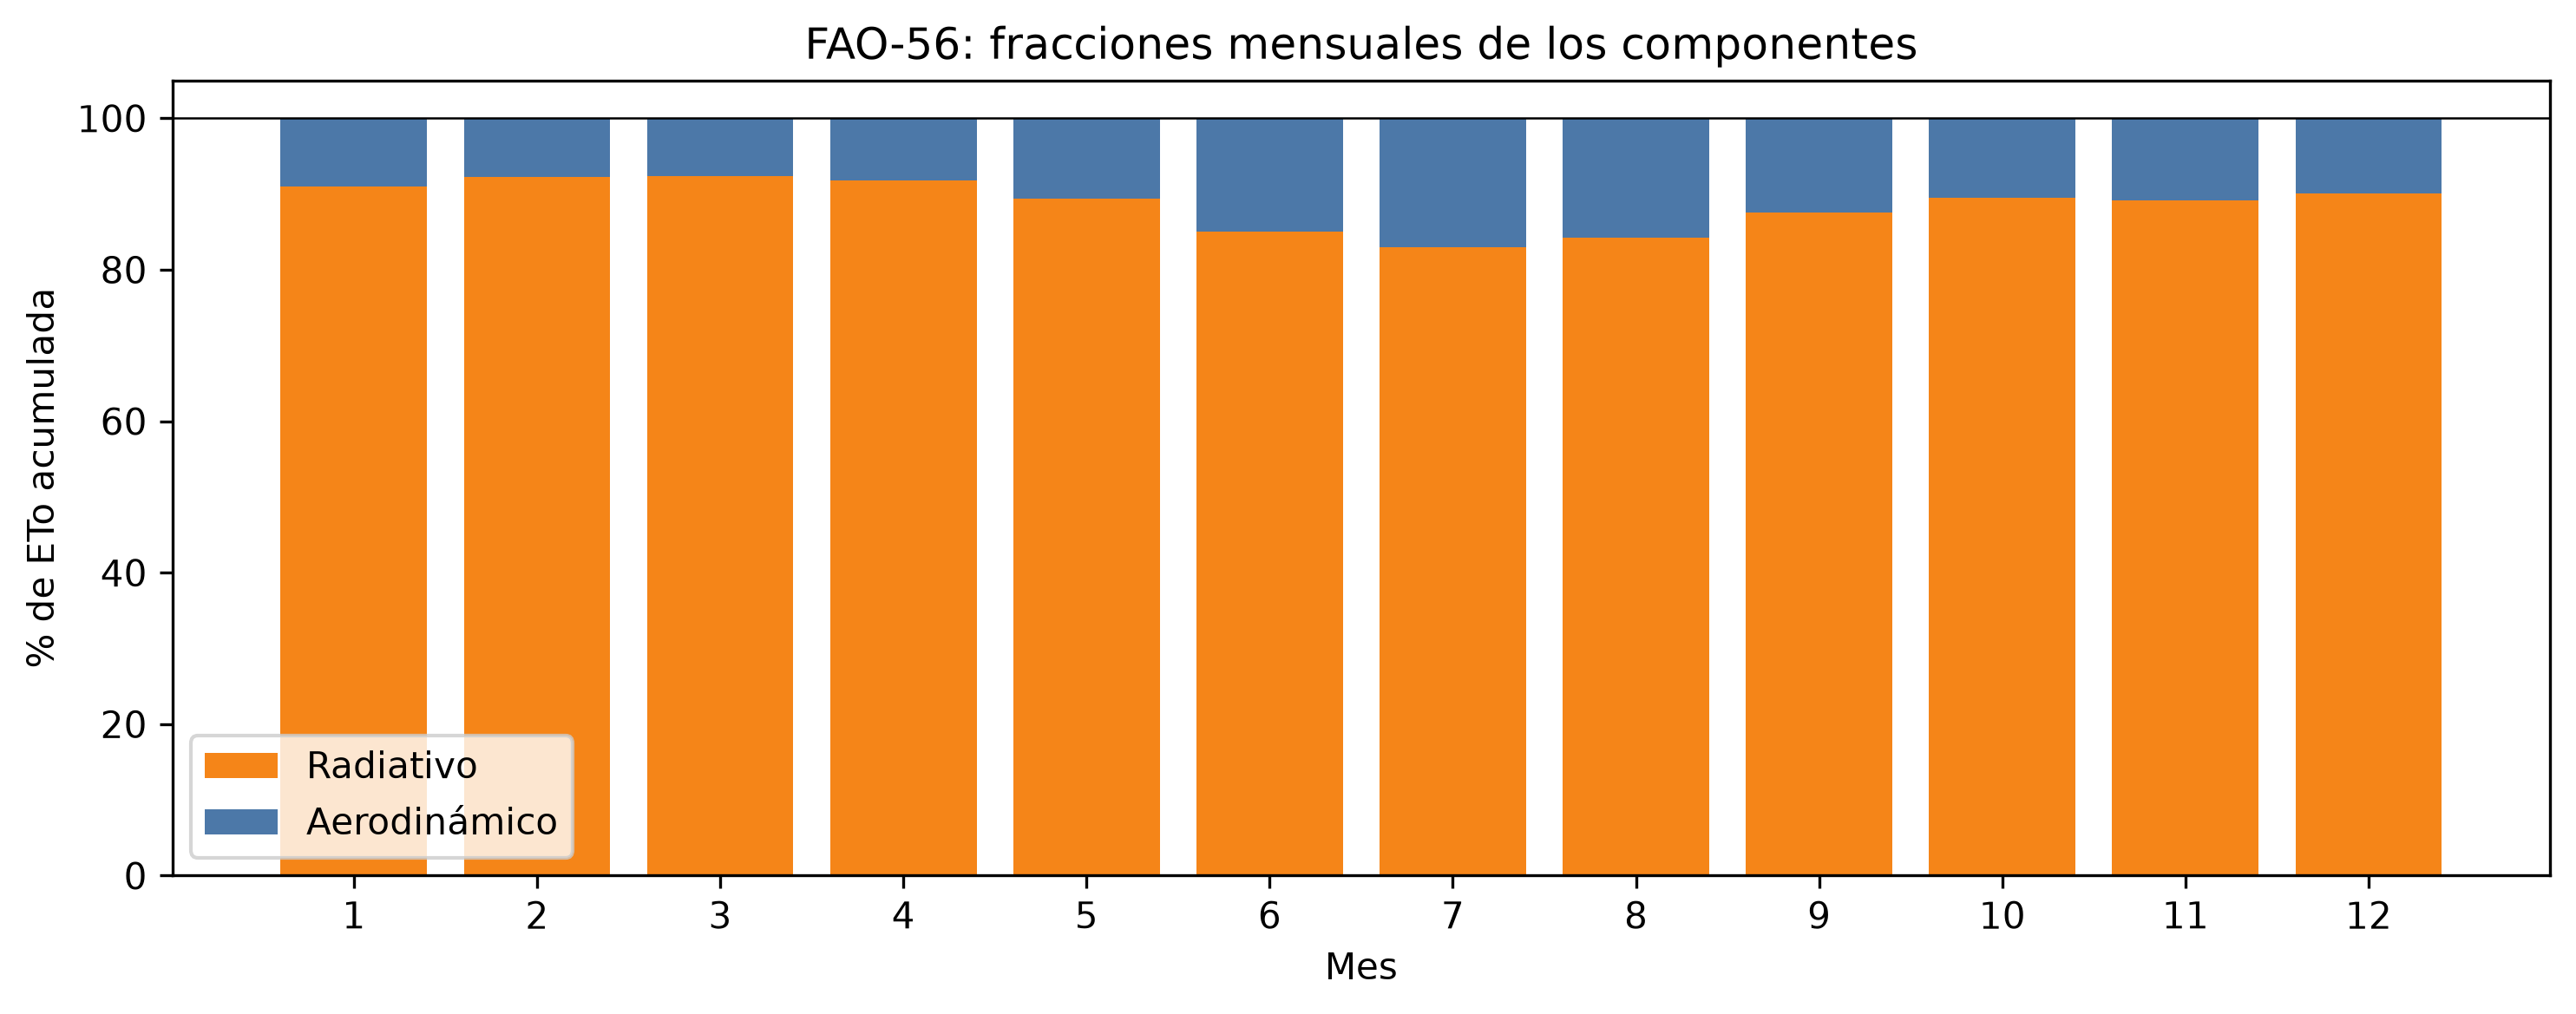 FAO-56: fracciones mensuales de los componentes
% de ETo acumulada
100
80
60
40
20
0
Radiativo
Aerodinámico
1 2 3 4 5 6 7 8 9 10 11 12
Mes